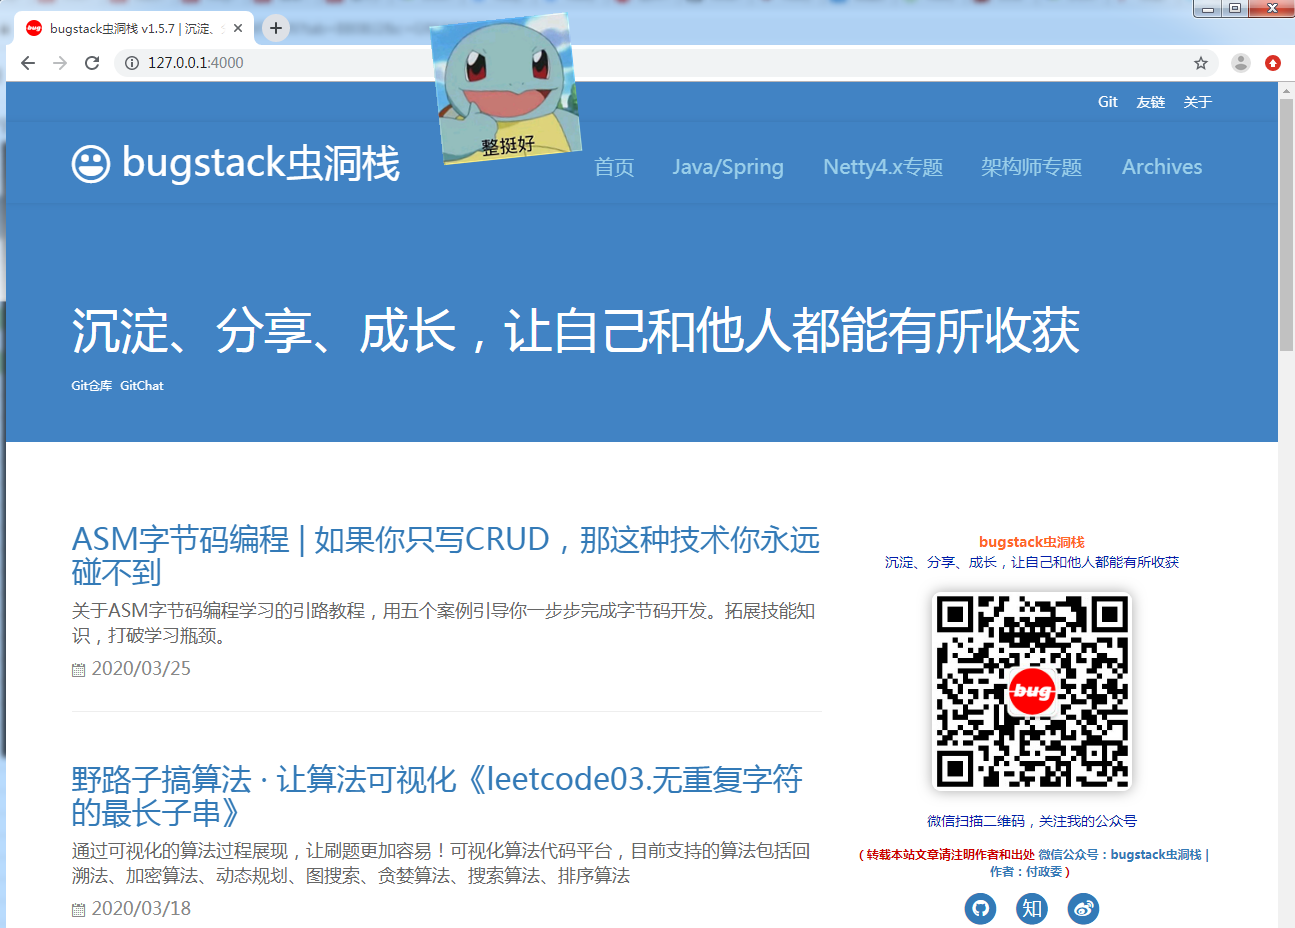 bugstack虫洞栈 v1.5.7 | 沉淀、
127.0.0.1:4000
整挺好
Git 友链 关于
bugstack虫洞栈
首页 Java/Spring Netty4.x专题 架构师专题 Archives
沉淀、分享、成长，让自己和他人都能有所收获
Git仓库 GitChat
ASM字节码编程 | 如果你只写CRUD，那这种技术你永远
碰不到
关于ASM字节码编程学习的引路教程，用五个案例引导你一步步完成字节码开发。拓展技能知
识，打破学习瓶颈。
2020/03/25
野路子搞算法 · 让算法可视化《leetcode03.无重复字符
的最长子串》
通过可视化的算法过程展现，让刷题更加容易！可视化算法代码平台，目前支持的算法包括回
溯法、加密算法、动态规划、图搜索、贪婪算法、搜索算法、排序算法
2020/03/18
bugstack虫洞栈
沉淀、分享、成长，让自己和他人都能有所收获
bug
微信扫描二维码，关注我的公众号
( 转载本站文章请注明作者和出处 微信公众号：bugstack虫洞栈 |
作者：付政委 )
知